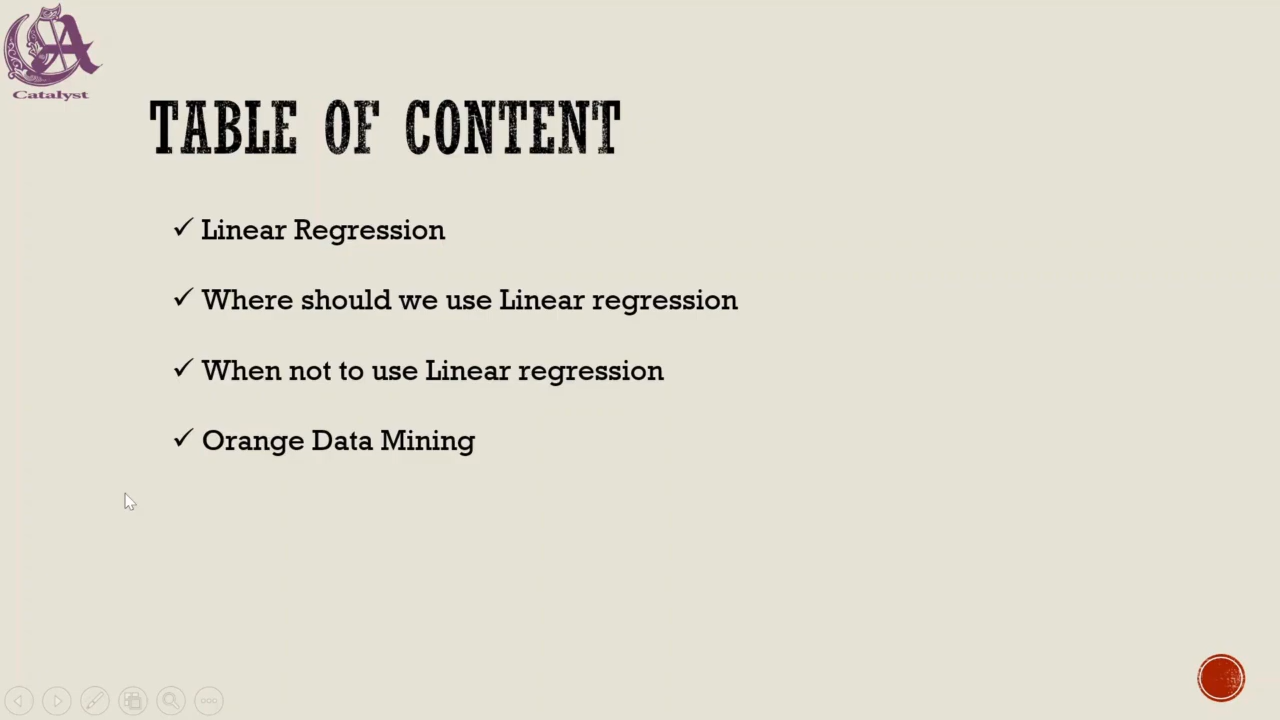 Catalyst
TABLE OF CONTENT
✓ Linear Regression
✓ Where should we use Linear regression
✓ When not to use Linear regression
✓ Orange Data Mining